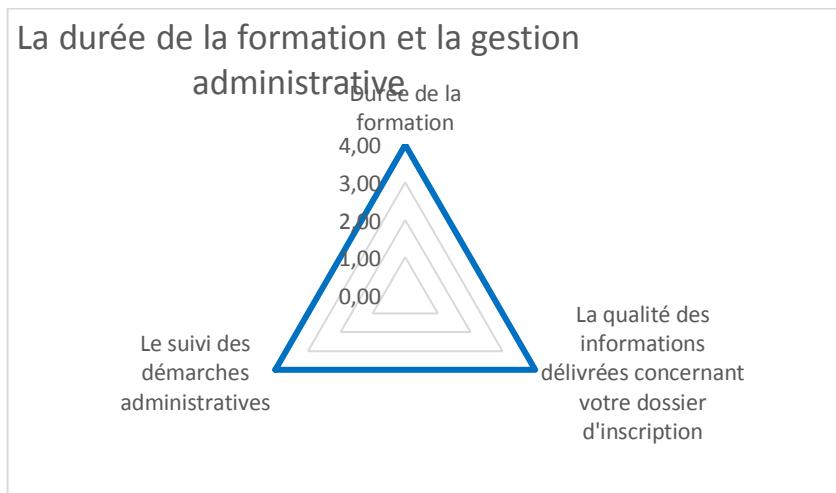 La durée de la formation et la gestion
administrative
Durée de la
formation
4,00
3,00
2,00
1,00
0,00
La qualité des
informations
délivrées concernant
votre dossier
d'inscription
Le suivi des
démarches
administratives